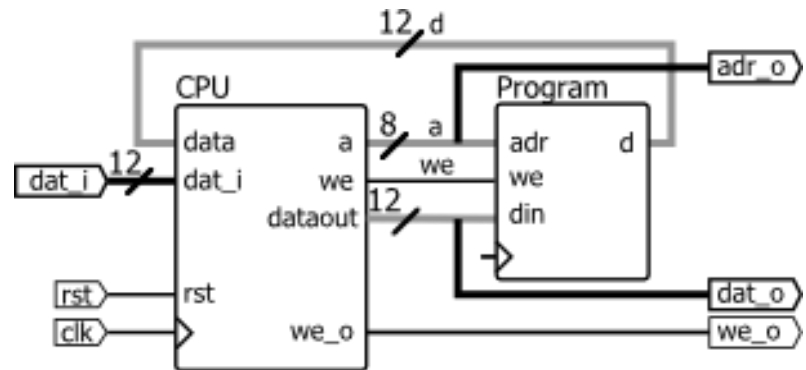 12 d
adr_o
CPU
Program
data
a
8
a
adr
d
12
dat_i
dat_i
we
we
we
12
dataout
din
rst
rst
dat_o
clk
we_o
we_o